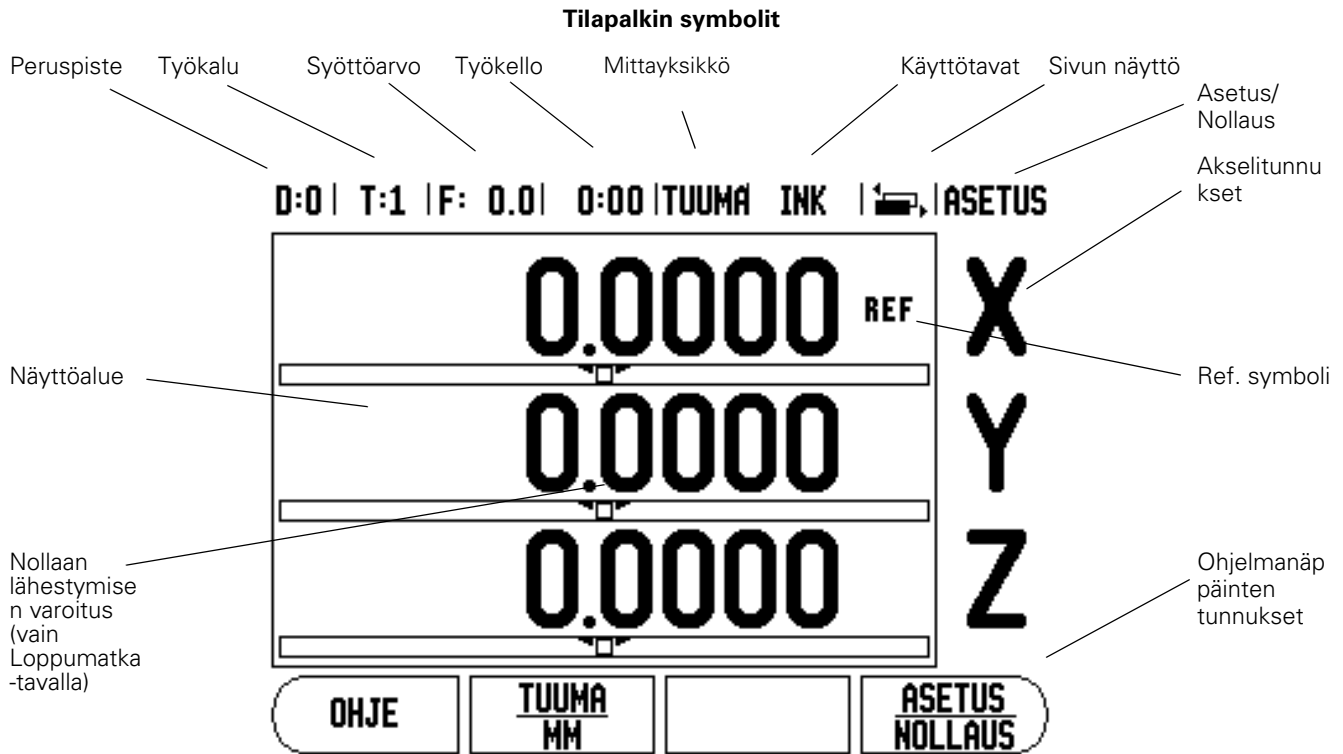 Tilapalkin symbolit
Peruspiste Työkalu Syöttöarvo Työkello Mittayksikkö Käyttötavat Sivun näyttö
Asetus/
Nollaus
Akselitunnu
kset
D:0 | T:1 | F: 0.0 | 0:00 | TUUMA INK | | ASETUS
0.0000 REF X
Näyttöalue
Ref. symboli
0.0000 Y
Nollaan
lähestymise
n varoitus
(vain
Loppumatka
-tavalla)
0.0000 Z
Ohjelmanäp
päinten
tunnukset
OHJE
TUUMA
MM
ASETUS
NOLLAUS